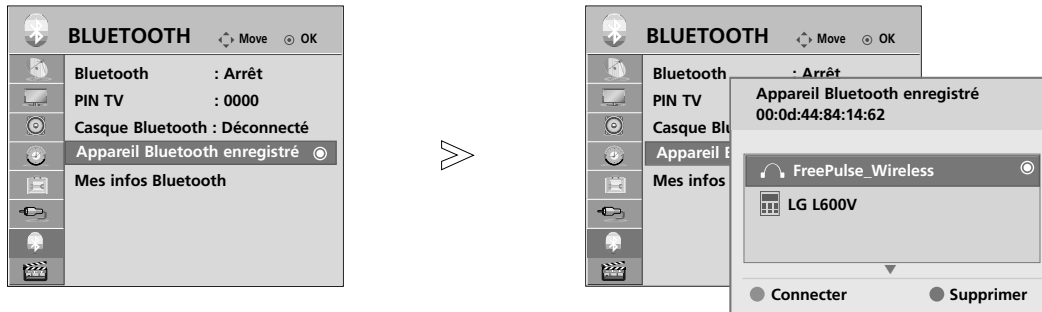 BLUETOOTH Move OK
Bluetooth : Arrêt
PIN TV : 0000
Casque Bluetooth : Déconnecté
Appareil Bluetooth enregistré
Mes infos Bluetooth
BLUETOOTH Move OK
Bluetooth : Arrêt
PIN TV
Casque Blu
Appareil B
Mes infos
Appareil Bluetooth enregistré
00:0d:44:84:14:62
FreePulse_Wireless
LG L600V
Connecter Supprimer